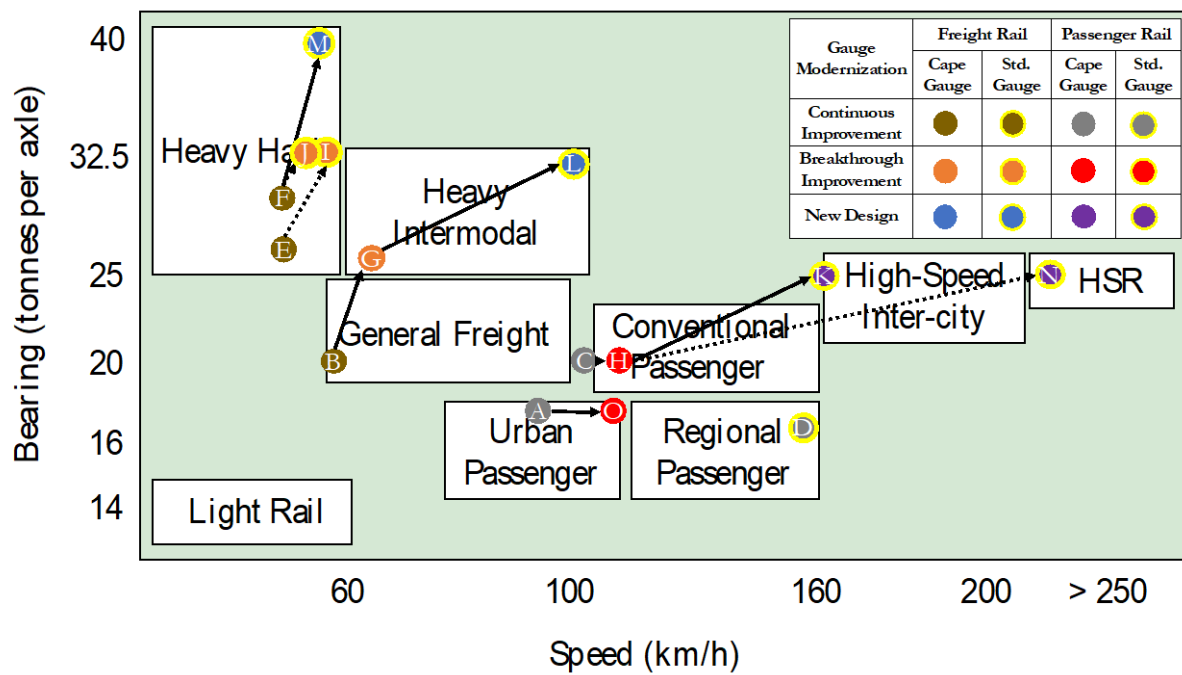 40
32.5
25
20
16
14
Bearing (tonnes per axle)
60
100
160
200
> 250
Speed (km/h)
Gauge
Modernization
Freight Rail
Passenger Rail
Cape
Gauge
Std.
Gauge
Cape
Gauge
Std.
Gauge
Continuous
Improvement
Breakthrough
Improvement
New Design
M
Heavy
J
I
F
E
Heavy
Intermodal
L
G
General Freight
B
Conventional
Passenger
C
H
High-Speed
Inter-city
K
N
HSR
Urban
Passenger
A
O
Regional
Passenger
D
Light Rail